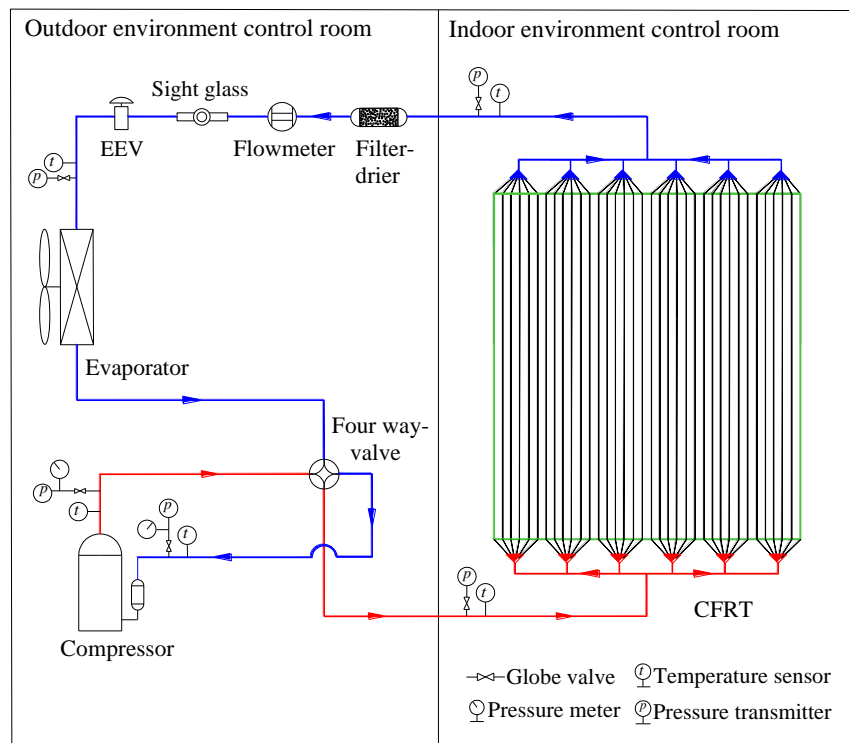 Outdoor environment control room
Indoor environment control room
p
t
Sight glass
EEV
Flowmeter
Filter-
drier
t
p
Evaporator
Four way-
valve
p
t
p
t
p
t
Compressor
CFRT
Globe valve
t
Temperature sensor
Pressure meter
p
Pressure transmitter